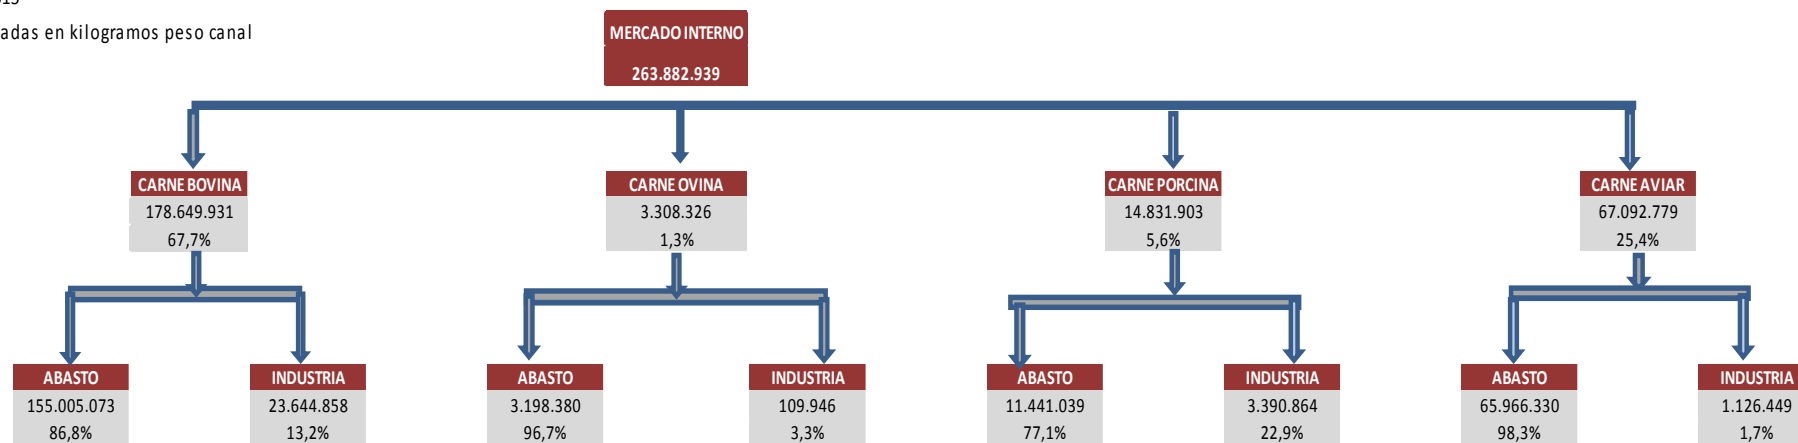 adas en kilogramos peso canal
MERCADO INTERNO
263.882.939
CARNE BOVINA
178.649.931
67,7%
CARNE OVINA
3.308.326
1,3%
CARNE PORCINA
14.831.903
5,6%
CARNE AVIAR
67.092.779
25,4%
ABASTO
155.005.073
86,8%
INDUSTRIA
23.644.858
13,2%
ABASTO
3.198.380
96,7%
INDUSTRIA
109.946
3,3%
ABASTO
11.441.039
77,1%
INDUSTRIA
3.390.864
22,9%
ABASTO
65.966.330
98,3%
INDUSTRIA
1.126.449
1,7%